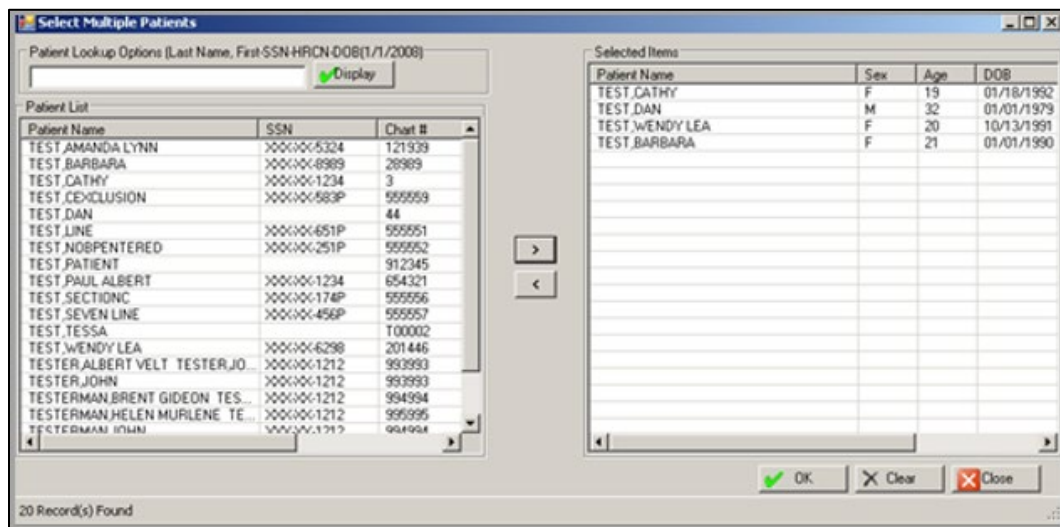 Select Multiple Patients
Patient Lookup Options (Last Name, First-SSN-HRCN-DOB(1/1/2008)
Display
Patient List
Patient Name SSN Chart #
TEST,AMANDA LYNN XXX-XX-5324 121939
TEST,BARBARA XXX-XX-8989 28989
TEST,CATHY XXX-XX-1234 3
TEST,CEXCLUSION XXX-XX-583P 555559
TEST,DAN 44
TEST,LINE XXX-XX-651P 555551
TEST,NOBPENTERED XXX-XX-251P 555552
TEST,PATIENT 912345
TEST,PAUL ALBERT XXX-XX-1234 654321
TEST,SECTIONC XXX-XX-174P 555556
TEST,SEVEN LINE XXX-XX-456P 555557
TEST,TESSA T00002
TEST,WENDY LEA XXX-XX-6298 201446
TESTER,ALBERT VELT TESTER,JO... XXX-XX-1212 993993
TESTER,JOHN XXX-XX-1212 993993
TESTERMAN,BRENT GIDEON TES... XXX-XX-1212 994994
TESTERMAN,HELEN MURLENE TE... XXX-XX-1212 995995
TESTERMAN,JOHN XXX-XX-1212 994994
>
<
Selected Items
Patient Name Sex Age DOB
TEST,CATHY F 19 01/18/1992
TEST,DAN M 32 01/01/1979
TEST,WENDY LEA F 20 10/13/1991
TEST,BARBARA F 21 01/01/1990
OK Clear Close
20 Record(s) Found